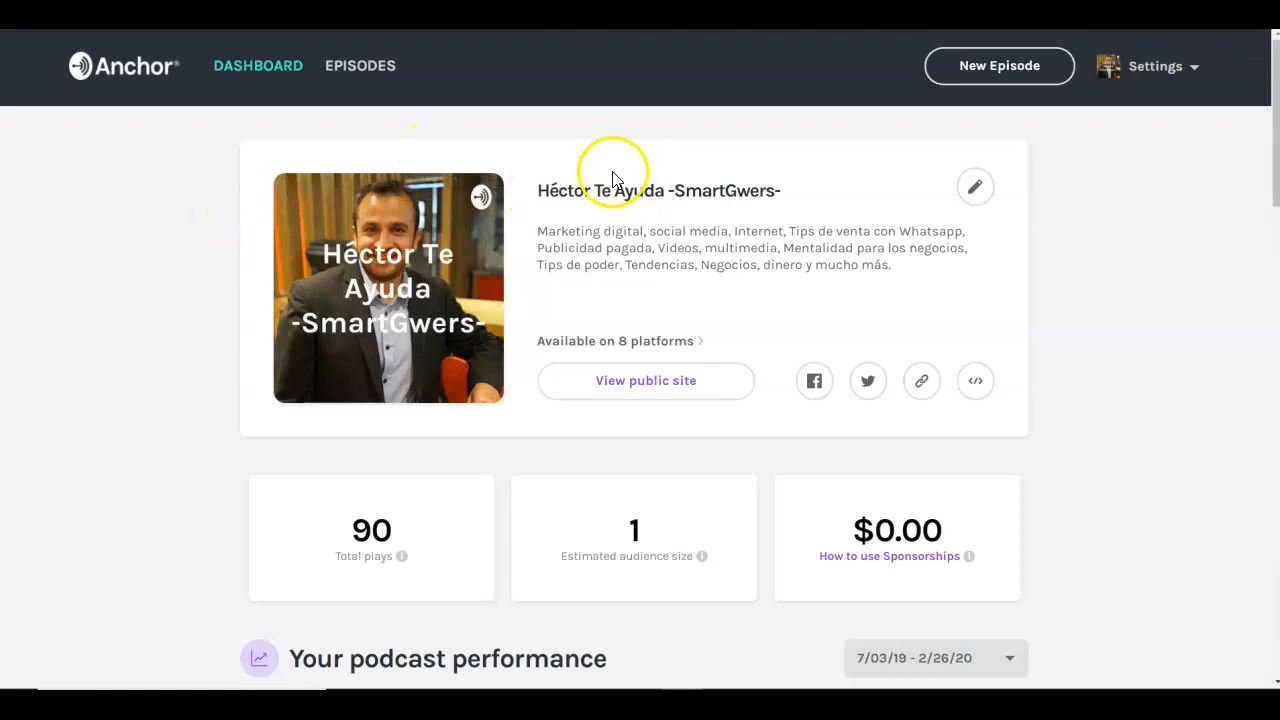 Anchor®
DASHBOARD
EPISODES
New Episode
Settings
Héctor Te
Ayuda
-SmartGwers-
Héctor Te Ayuda -SmartGwers-
Marketing digital, social media, Internet, Tips de venta con Whatsapp,
Publicidad pagada, Videos, multimedia, Mentalidad para los negocios,
Tips de poder, Tendencias, Negocios, dinero y mucho más.
Available on 8 platforms
View public site
90
Total plays
1
Estimated audience size
$0.00
How to use Sponsorships
Your podcast performance
7/03/19 - 2/26/20